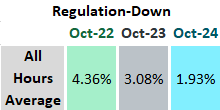 Regulation-Down
Oct-22 Oct-23 Oct-24
All
Hours
Average
4.36% 3.08% 1.93%